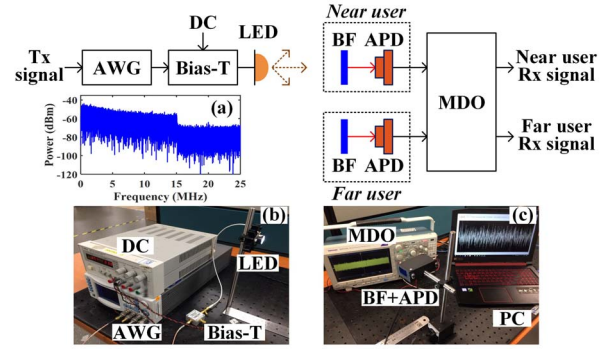 Near user
DC
LED
BF APD
Tx
signal
AWG
Bias-T
MDO
Near user
Rx signal
Far user
Rx signal
(a)
Power (dBm)
-40
-60
-80
-100
-120
0 5 10 15 20 25
Frequency (MHz)
BF APD
Far user
(b)
DC
LED
AWG
Bias-T
(c)
MDO
BF+APD
PC